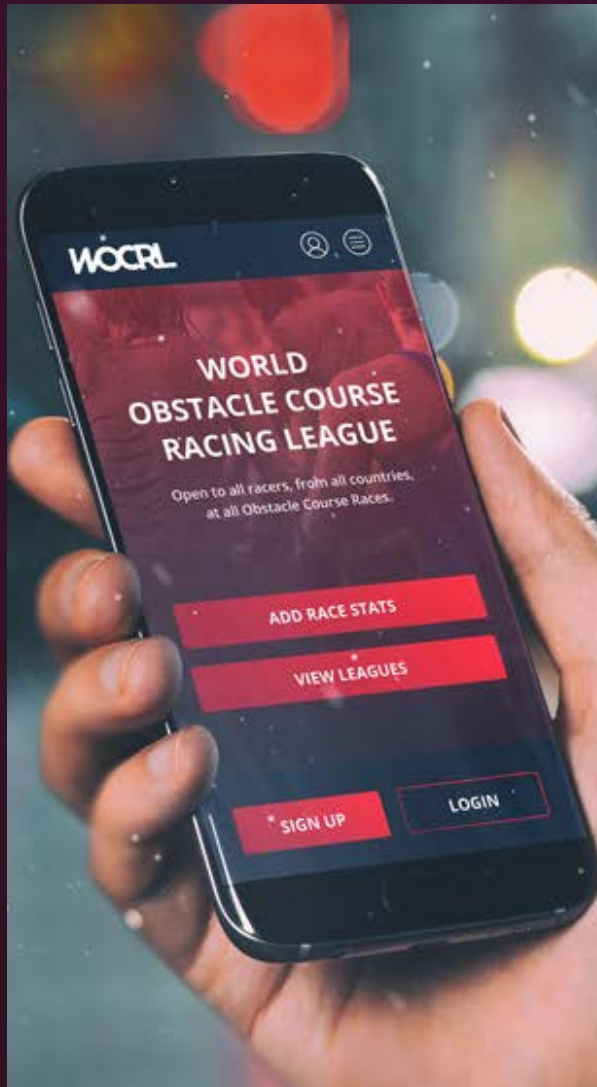 WOCRL
WORLD
OBSTACLE COURSE
RACING LEAGUE
Open to all racers, from all countries,
at all Obstacle Course Races.
ADD RACE STATS
VIEW LEAGUES
SIGN UP
LOGIN